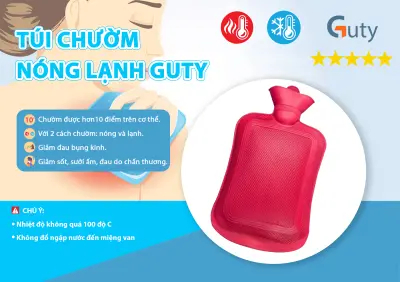 TÚI CHƯỜM
NÓNG LẠNH GUTY
Guty
10 Chườm được hơn10 điểm trên cơ thể.
Với 2 cách chườm: nóng và lạnh.
Giảm đau bụng kinh.
Giảm sốt, sưởi ấm, đau do chấn thương.
CHÚ Ý:
• Nhiệt độ không quá 100 độ C
• Không đổ ngập nước đến miệng van